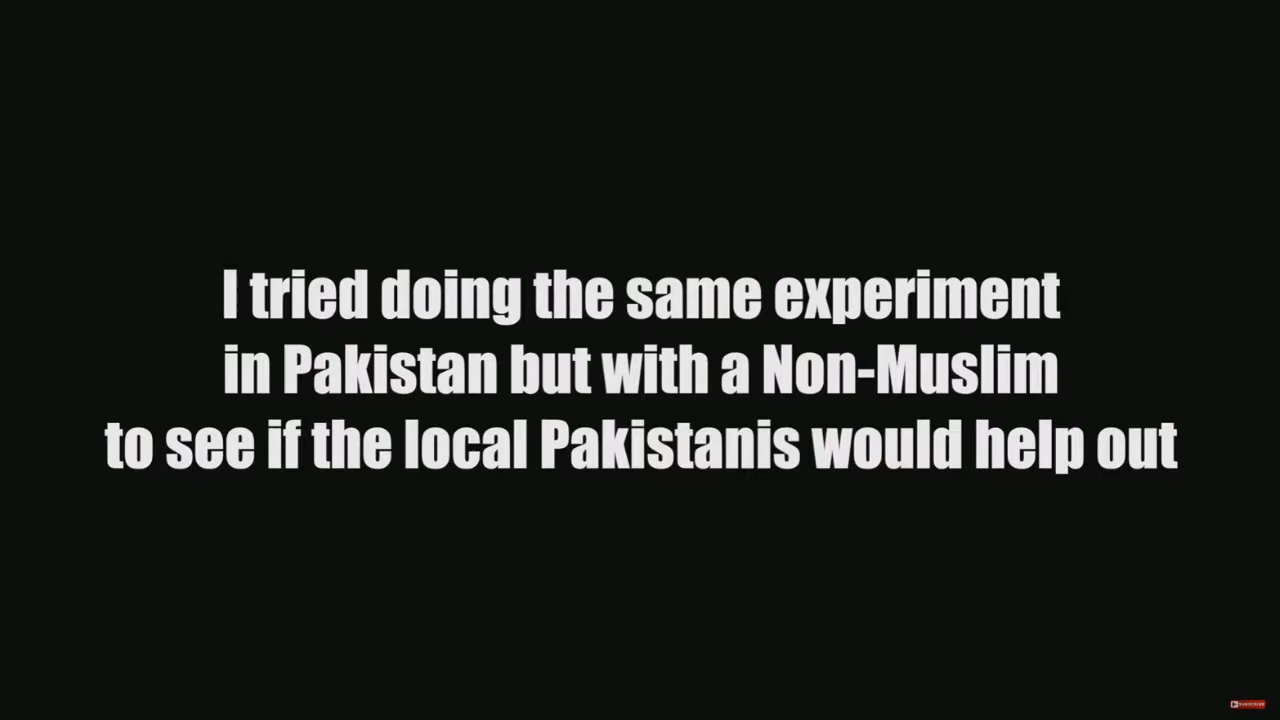 I tried doing the same experiment
in Pakistan but with a Non-Muslim
to see if the local Pakistanis would help out
SUBSCRIBE